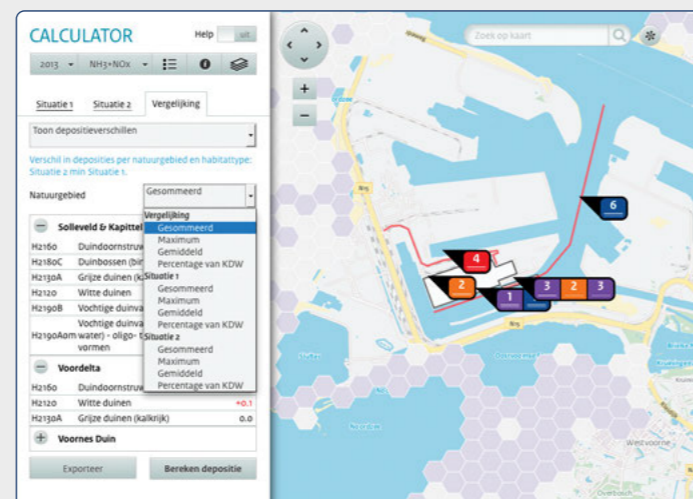 CALCULATOR
Help
uit
2013
NH3+NOx
Situatie 1
Situatie 2
Vergelijking
Toon depositieverschillen
Verschil in deposities per natuurgebied en habitattype:
Situatie 2 min Situatie 1.
Natuurgebied
Gesommeerd
Vergelijking
Gesommeerd
Maximum
Gemiddeld
Percentage van KDW
Situatie 1
Gesommeerd
Maximum
Gemiddeld
Percentage van KDW
Situatie 2
Gesommeerd
Maximum
Gemiddeld
Percentage van KDW
Solleveld & Kapittel
H2160 Duindoornstruw
H2180C Duinbossen (bin
H2130A Grijze duinen (k
H2120 Witte duinen
H2190B Vochtige duinva
Vochtige duinva
H2190Aom water) - oligo- t
vormen
Voordelta
H2160 Duindoornstruw
H2120 Witte duinen +0.1
H2130A Grijze duinen (kalkrijk) 0.0
Voornes Duin
Exporteer
Bereken depositie
Zoek op kaart
+
−
N15
6
4
2
1
3
2
3
N15
Oostvoornse
Westvoorne